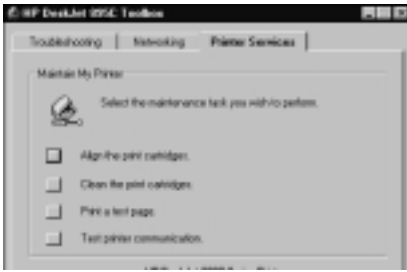 HP DeskJet 895C Toolbox
Troubleshooting Networking Printer Services
Maintain My Printer
Select the maintenance task you wish to perform.
Align the print cartridges.
Clean the print cartridges.
Print a test page.
Test printer communication.